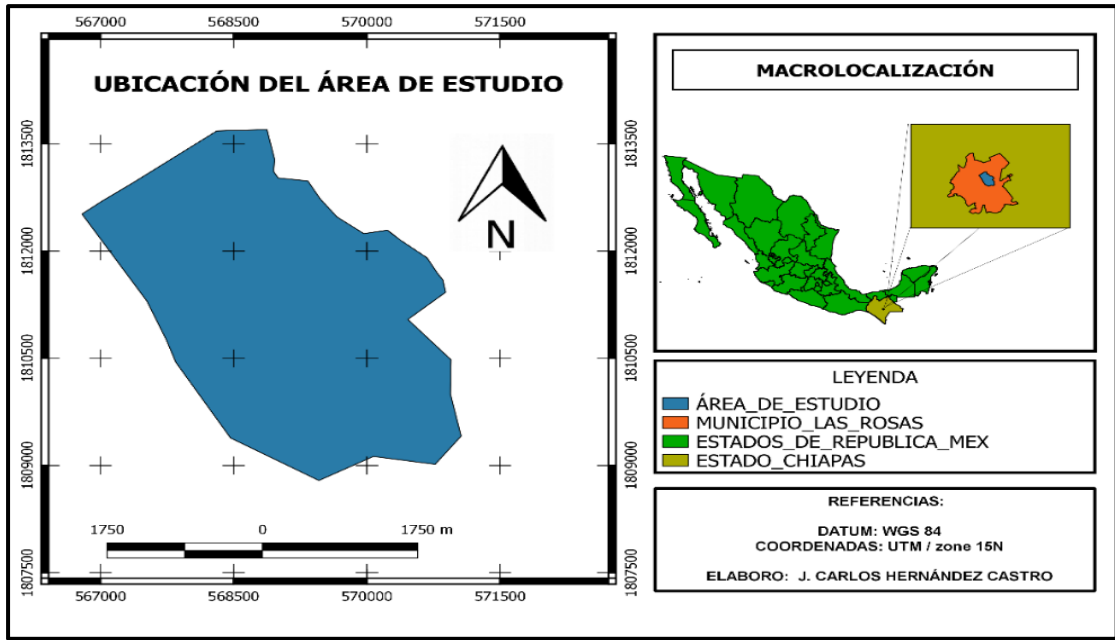 567000 568500 570000 571500
UBICACIÓN DEL ÁREA DE ESTUDIO
1813500 1813500
1812000 1812000
1810500 1810500
1809000 1809000
1807500 1807500
N
1750 0 1750 m
567000 568500 570000 571500
MACROLOCALIZACIÓN
LEYENDA
ÁREA_DE_ESTUDIO
MUNICIPIO_LAS_ROSAS
ESTADOS_DE_REPUBLICA_MEX
ESTADO_CHIAPAS
REFERENCIAS:
DATUM: WGS 84
COORDENADAS: UTM / zone 15N
ELABORO: J. CARLOS HERNÁNDEZ CASTRO